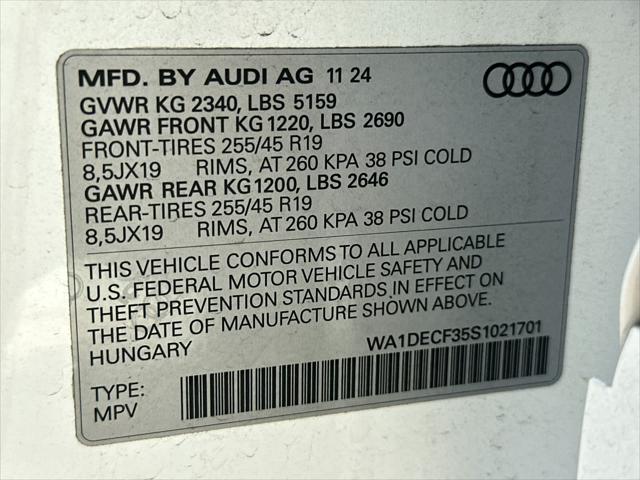 MFD. BY AUDI AG 11 24
GVWR KG 2340, LBS 5159
GAWR FRONT KG 1220, LBS 2690
FRONT-TIRES 255/45 R19
8,5JX19 RIMS, AT 260 KPA 38 PSI COLD
GAWR REAR KG 1200, LBS 2646
REAR-TIRES 255/45 R19
8,5JX19 RIMS, AT 260 KPA 38 PSI COLD
THIS VEHICLE CONFORMS TO ALL APPLICABLE
U.S. FEDERAL MOTOR VEHICLE SAFETY AND
THEFT PREVENTION STANDARDS IN EFFECT ON
THE DATE OF MANUFACTURE SHOWN ABOVE.
HUNGARY WA1DECF35S1021701
TYPE:
MPV